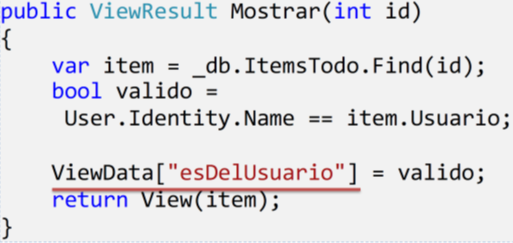 public ViewResult Mostrar(int id)
{
var item = _db.ItemsTodo.Find(id);
bool valido =
User.Identity.Name == item.Usuario;
ViewData["esDelUsuario"] = valido;
return View(item);
}